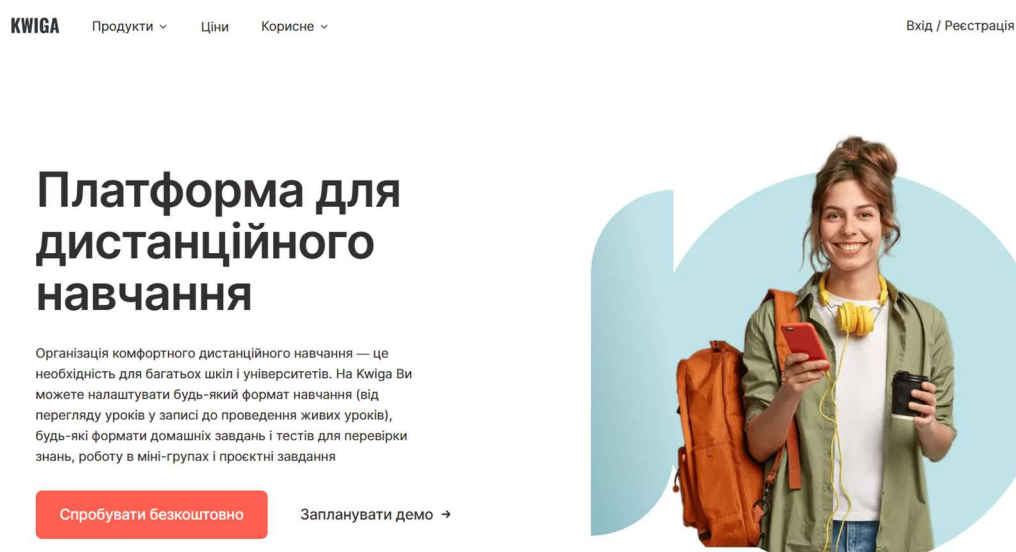 KWIGA
Продукти
Ціни
Корисне
Вхід / Реєстрація
Платформа для
дистанційного
навчання
Організація комфортного дистанційного навчання — це
необхідність для багатьох шкіл і університетів. На Kwiga Ви
можете налаштувати будь-який формат навчання (від
перегляду уроків у записі до проведення живих уроків),
будь-які формати домашніх завдань і тестів для перевірки
знань, роботу в міні-групах і проєктні завдання
Спробувати безкоштовно
Запланувати демо →